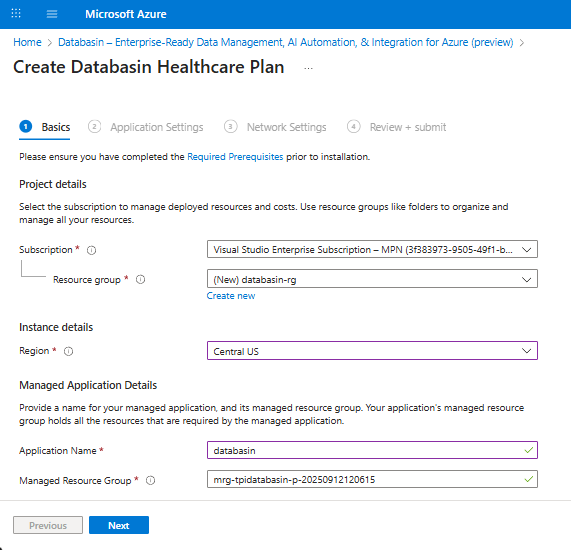 Microsoft Azure
Home > Databasin – Enterprise-Ready Data Management, AI Automation, & Integration for Azure (preview) >
Create Databasin Healthcare Plan ...
1 Basics 2 Application Settings 3 Network Settings 4 Review + submit
Please ensure you have completed the Required Prerequisites prior to installation.
Project details
Select the subscription to manage deployed resources and costs. Use resource groups like folders to organize and
manage all your resources.
Subscription * Visual Studio Enterprise Subscription – MPN (3f383973-9505-49f1-b...
Resource group * (New) databasin-rg
Create new
Instance details
Region * Central US
Managed Application Details
Provide a name for your managed application, and its managed resource group. Your application's managed resource
group holds all the resources that are required by the managed application.
Application Name * databasin
Managed Resource Group * mrg-tpidatabasin-p-20250912120615
Previous Next